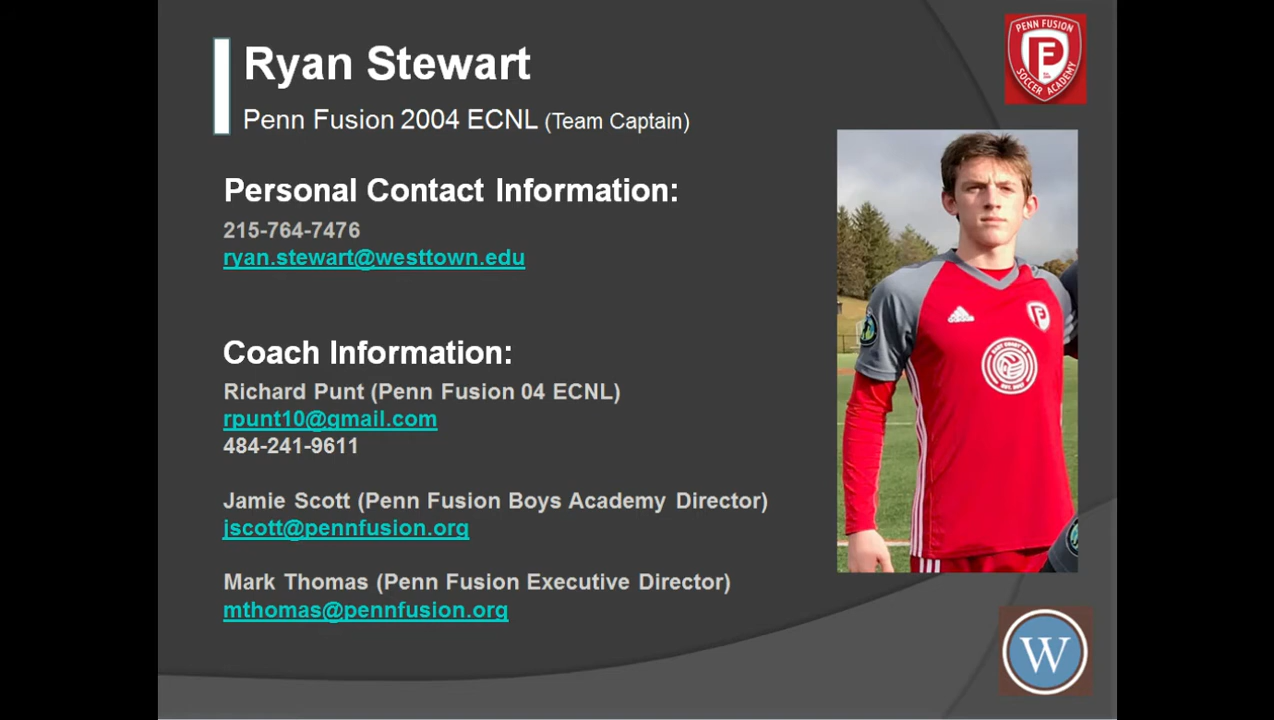 Ryan Stewart
Penn Fusion 2004 ECNL (Team Captain)
Personal Contact Information:
215-764-7476
ryan.stewart@westtown.edu
Coach Information:
Richard Punt (Penn Fusion 04 ECNL)
rpunt10@gmail.com
484-241-9611
Jamie Scott (Penn Fusion Boys Academy Director)
jscott@pennfusion.org
Mark Thomas (Penn Fusion Executive Director)
mthomas@pennfusion.org
PENN FUSION
F
SOCCER ACADEMY
W